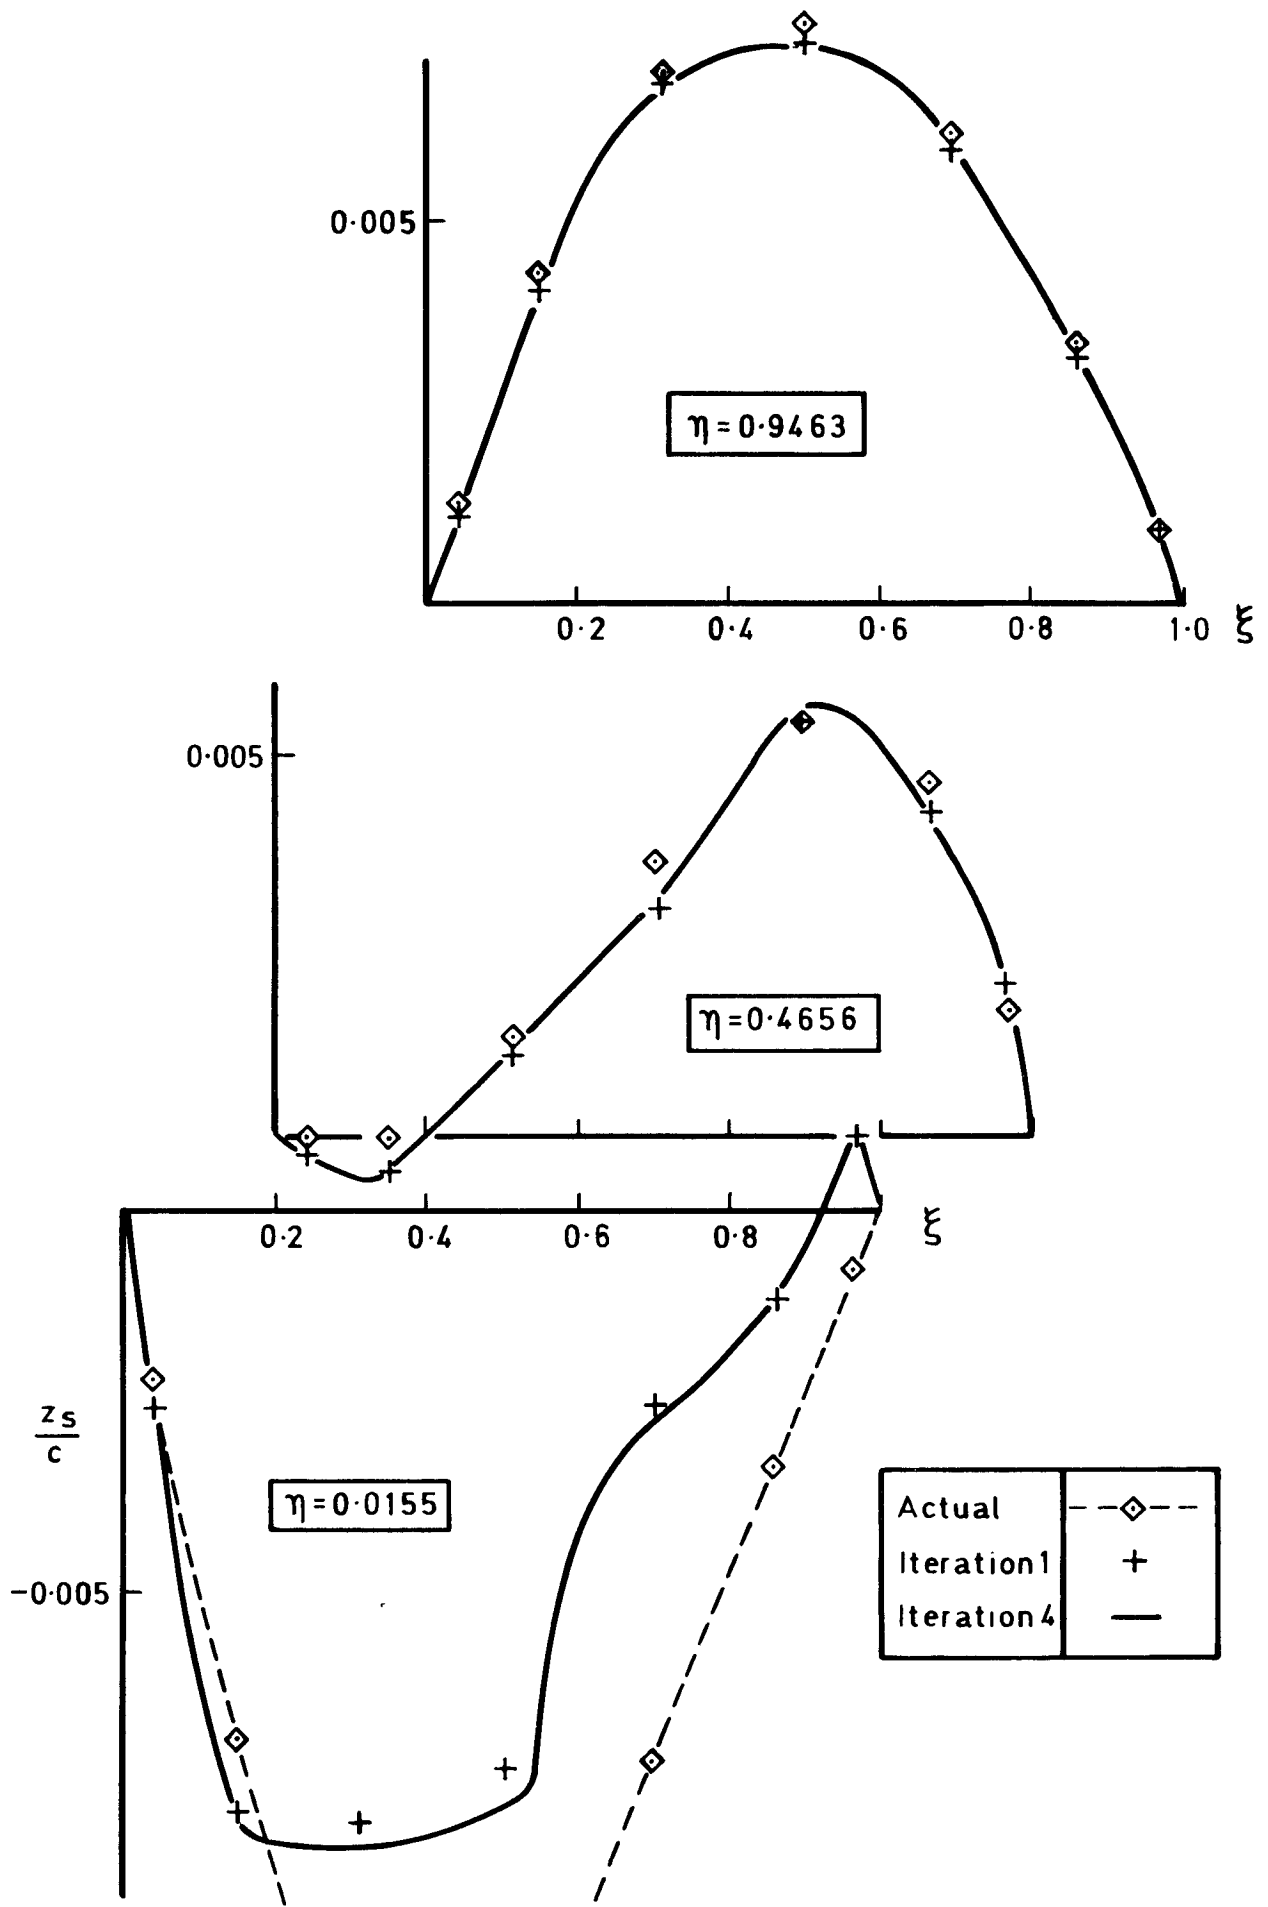 0·005
η=0·9463
0·2 0·4 0·6 0·8 1·0 ξ
0·005
η=0·4656
0·2 0·4 0·6 0·8 ξ
zs
c
η=0·0155
-0·005
Actual
Iteration 1
Iteration 4